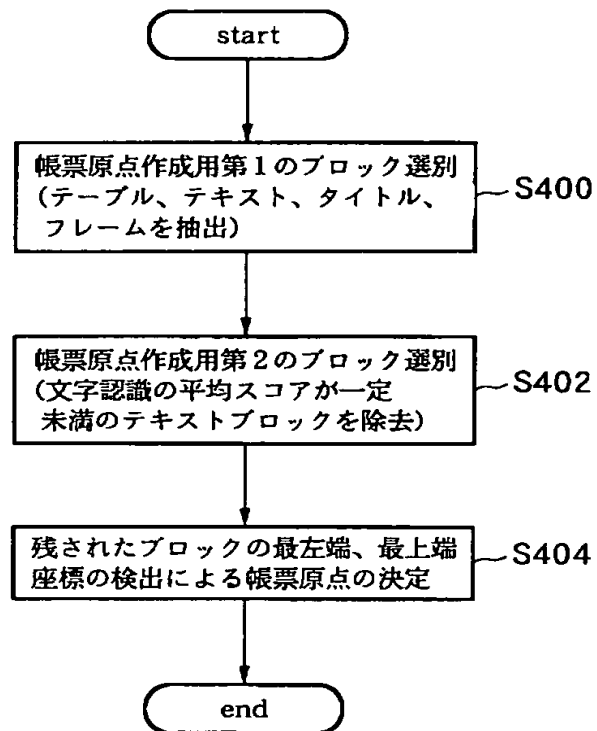 start
帳票原点作成用第1のブロック選別
(テーブル、テキスト、タイトル、
フレームを抽出)
S400
帳票原点作成用第2のブロック選別
(文字認識の平均スコアが一定
未満のテキストブロックを除去)
S402
残されたブロックの最左端、最上端
座標の検出による帳票原点の決定
S404
end